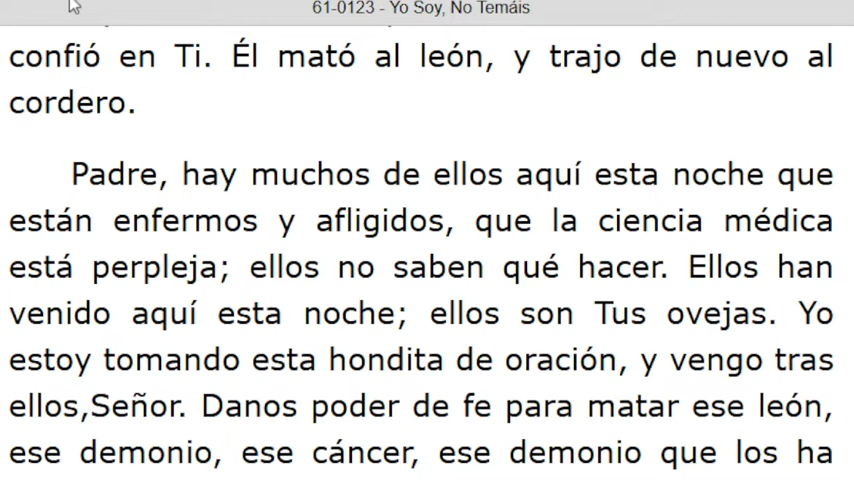 61-0123 - Yo Soy, No Temáis
confió en Ti. Él mató al león, y trajo de nuevo al
cordero.
Padre, hay muchos de ellos aquí esta noche que
están enfermos y afligidos, que la ciencia médica
está perpleja; ellos no saben qué hacer. Ellos han
venido aquí esta noche; ellos son Tus ovejas. Yo
estoy tomando esta hondita de oración, y vengo tras
ellos,Señor. Danos poder de fe para matar ese león,
ese demonio, ese cáncer, ese demonio que los ha